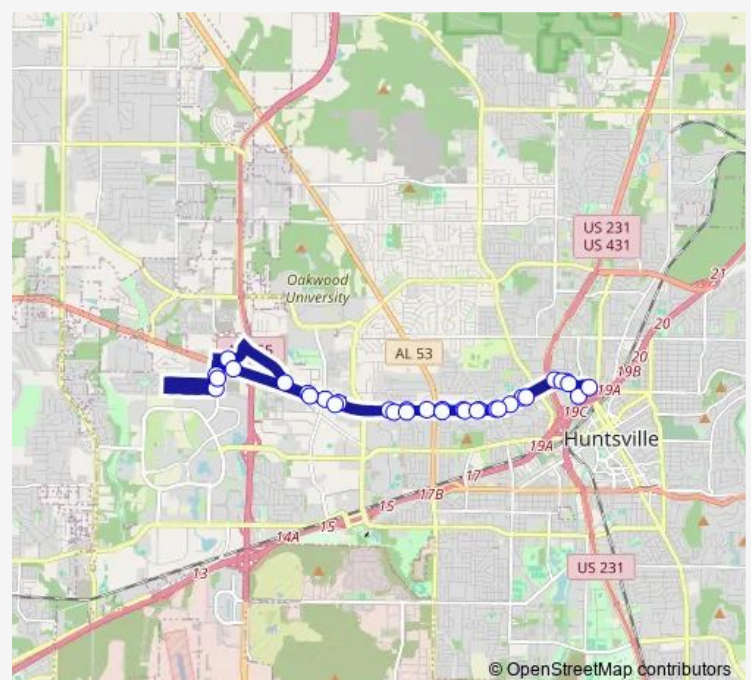 US 231
US 431
21
Oakwood
University
20
AL 53
20
19B
19A
19C
Huntsville
19A
17
17B
15
15
14A
13
US 231
© OpenStreetMap contributors